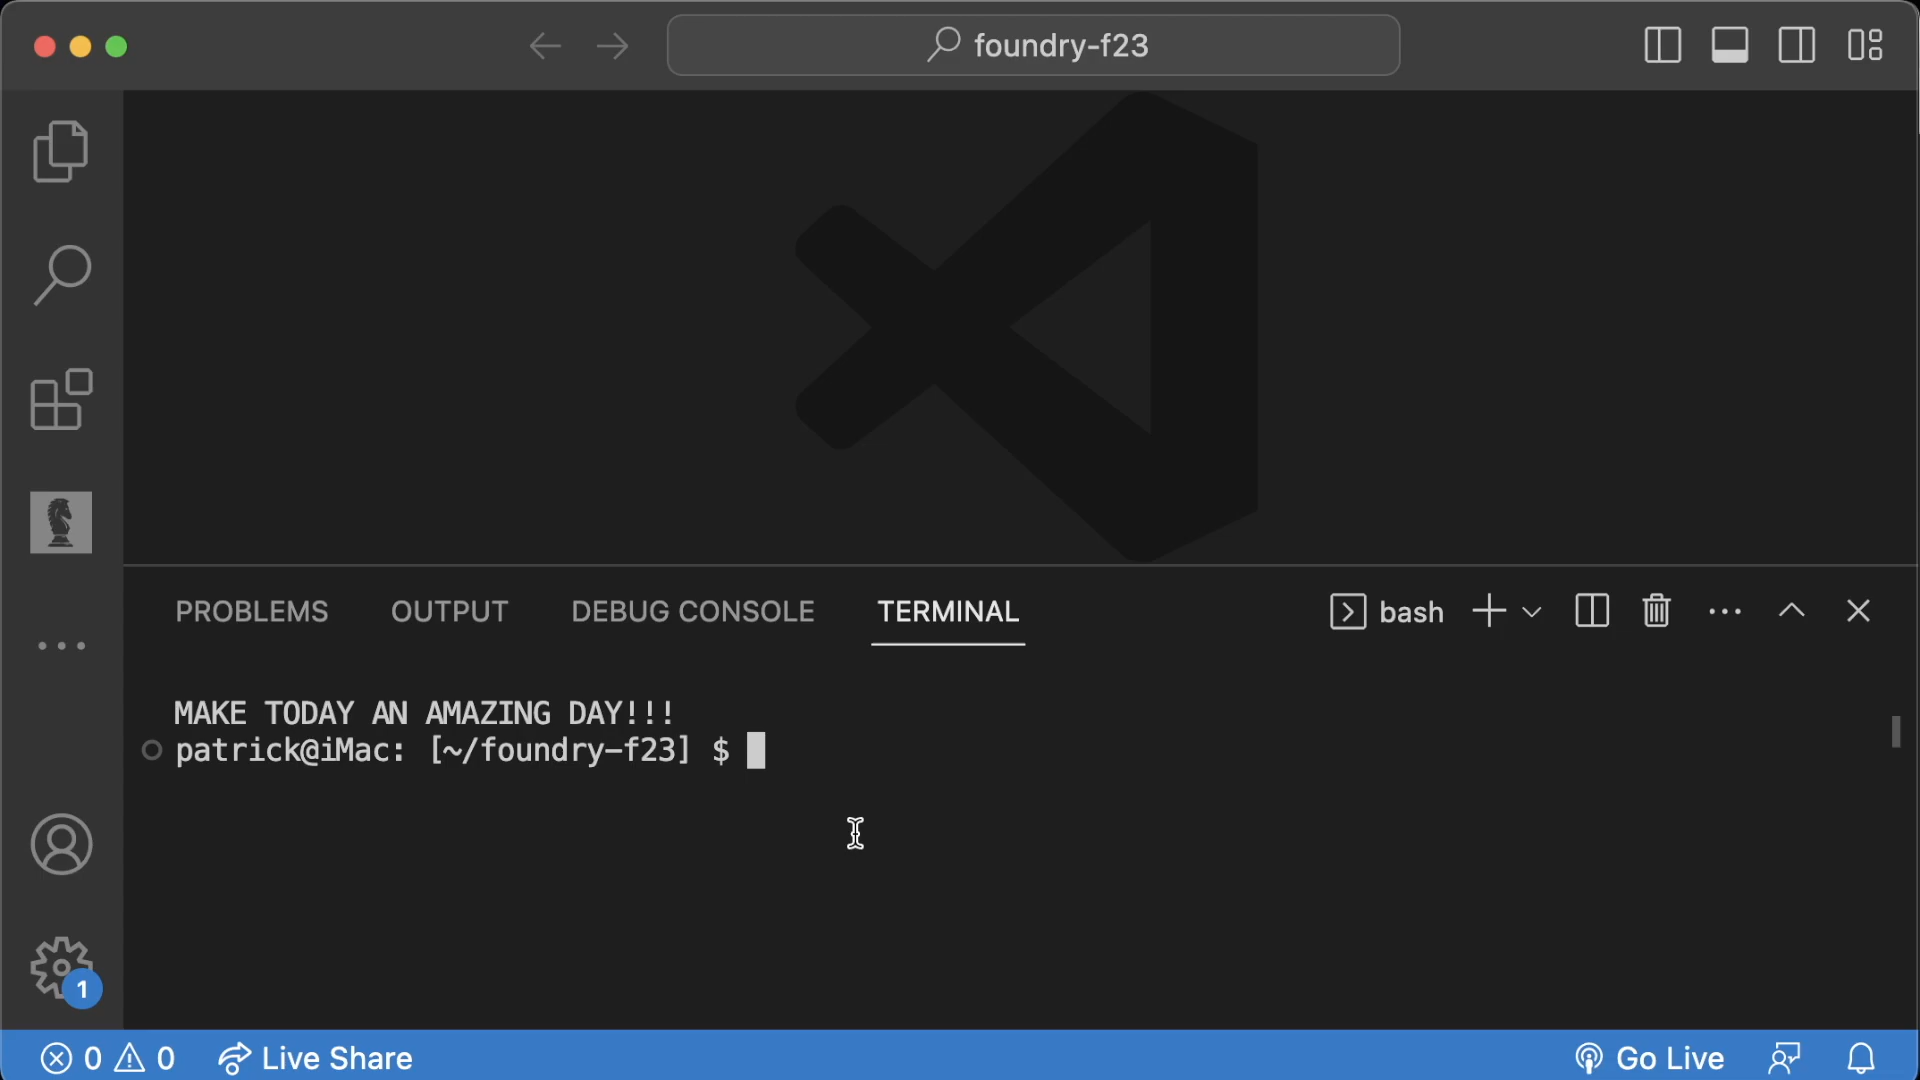 foundry-f23
PROBLEMS OUTPUT DEBUG CONSOLE TERMINAL bash
MAKE TODAY AN AMAZING DAY!!!
patrick@iMac: [~/foundry-f23] $
1
0 0 Live Share Go Live